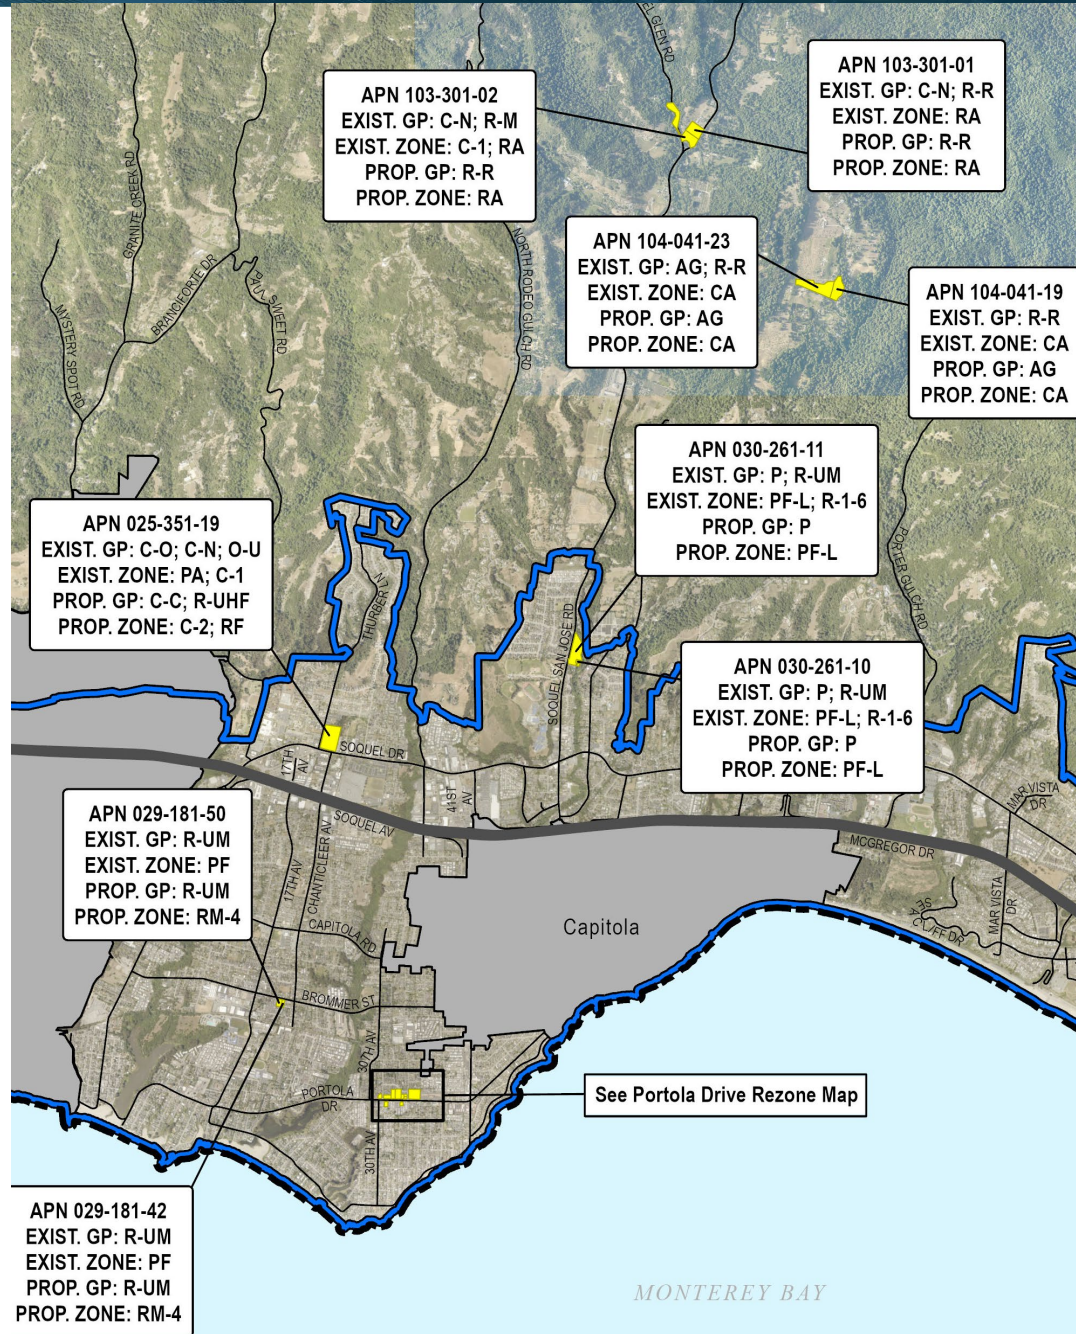 EL GLEN RD
APN 103-301-02
EXIST. GP: C-N; R-M
EXIST. ZONE: C-1; RA
PROP. GP: R-R
PROP. ZONE: RA
APN 103-301-01
EXIST. GP: C-N; R-R
EXIST. ZONE: RA
PROP. GP: R-R
PROP. ZONE: RA
GRANITE CREEK RD
BRANCIFORTE DR
MYSTERY SPOT RD
PAUL SWEET RD
NORTH RODEO GULCH RD
APN 104-041-23
EXIST. GP: AG; R-R
EXIST. ZONE: CA
PROP. GP: AG
PROP. ZONE: CA
APN 104-041-19
EXIST. GP: R-R
EXIST. ZONE: CA
PROP. GP: AG
PROP. ZONE: CA
APN 030-261-11
EXIST. GP: P; R-UM
EXIST. ZONE: PF-L; R-1-6
PROP. GP: P
PROP. ZONE: PF-L
APN 025-351-19
EXIST. GP: C-O; C-N; O-U
EXIST. ZONE: PA; C-1
PROP. GP: C-C; R-UHF
PROP. ZONE: C-2; RF
THURBER LN
SOQUEL SAN JOSE RD
PORTER GULCH RD
APN 030-261-10
EXIST. GP: P; R-UM
EXIST. ZONE: PF-L; R-1-6
PROP. GP: P
PROP. ZONE: PF-L
SOQUEL DR
17TH AV
41ST AV
SOQUEL AV
MAR VISTA DR
MCGREGOR DR
APN 029-181-50
EXIST. GP: R-UM
EXIST. ZONE: PF
PROP. GP: R-UM
PROP. ZONE: RM-4
17TH AV
CHANTICLEER AV
CAPITOLA RD
Capitola
SEACLIFF DR
MAR VISTA DR
BROMMER ST
30TH AV
PORTOLA DR
See Portola Drive Rezone Map
30TH AV
APN 029-181-42
EXIST. GP: R-UM
EXIST. ZONE: PF
PROP. GP: R-UM
PROP. ZONE: RM-4
MONTEREY BAY